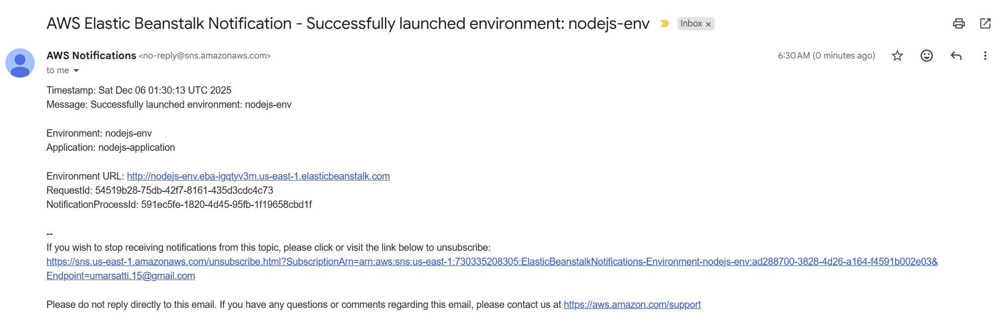 AWS Elastic Beanstalk Notification - Successfully launched environment: nodejs-env Inbox ×
AWS Notifications <no-reply@sns.amazonaws.com> 6:30 AM (0 minutes ago)
to me
Timestamp: Sat Dec 06 01:30:13 UTC 2025
Message: Successfully launched environment: nodejs-env
Environment: nodejs-env
Application: nodejs-application
Environment URL: http://nodejs-env.eba-igqtyv3m.us-east-1.elasticbeanstalk.com
RequestId: 54519b28-75db-42f7-8161-435d3cdc4c73
NotificationProcessId: 591ec5fe-1820-4d45-95fb-1f19658cbd1f
--
If you wish to stop receiving notifications from this topic, please click or visit the link below to unsubscribe:
https://sns.us-east-1.amazonaws.com/unsubscribe.html?SubscriptionArn=arn:aws:sns:us-east-1:730335208305:ElasticBeanstalkNotifications-Environment-nodejs-env:ad288700-3828-4d26-a164-f4591b002e03&
Endpoint=umarsatti.15@gmail.com
Please do not reply directly to this email. If you have any questions or comments regarding this email, please contact us at https://aws.amazon.com/support